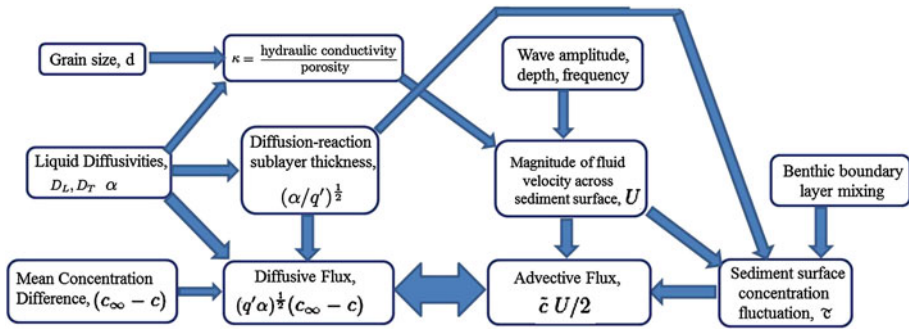 Grain size, d
κ = hydraulic conductivity
porosity
Wave amplitude,
depth, frequency
Liquid Diffusivities,
D_L, D_T α
Diffusion-reaction
sublayer thickness,
(α/q′)^{1/2}
Magnitude of fluid
velocity across
sediment surface, U
Benthic boundary
layer mixing
Mean Concentration
Difference, (c_∞ − c)
Diffusive Flux,
(q′α)^{1/2}(c_∞ − c)
Advective Flux,
c̃ U/2
Sediment surface
concentration
fluctuation, c̃